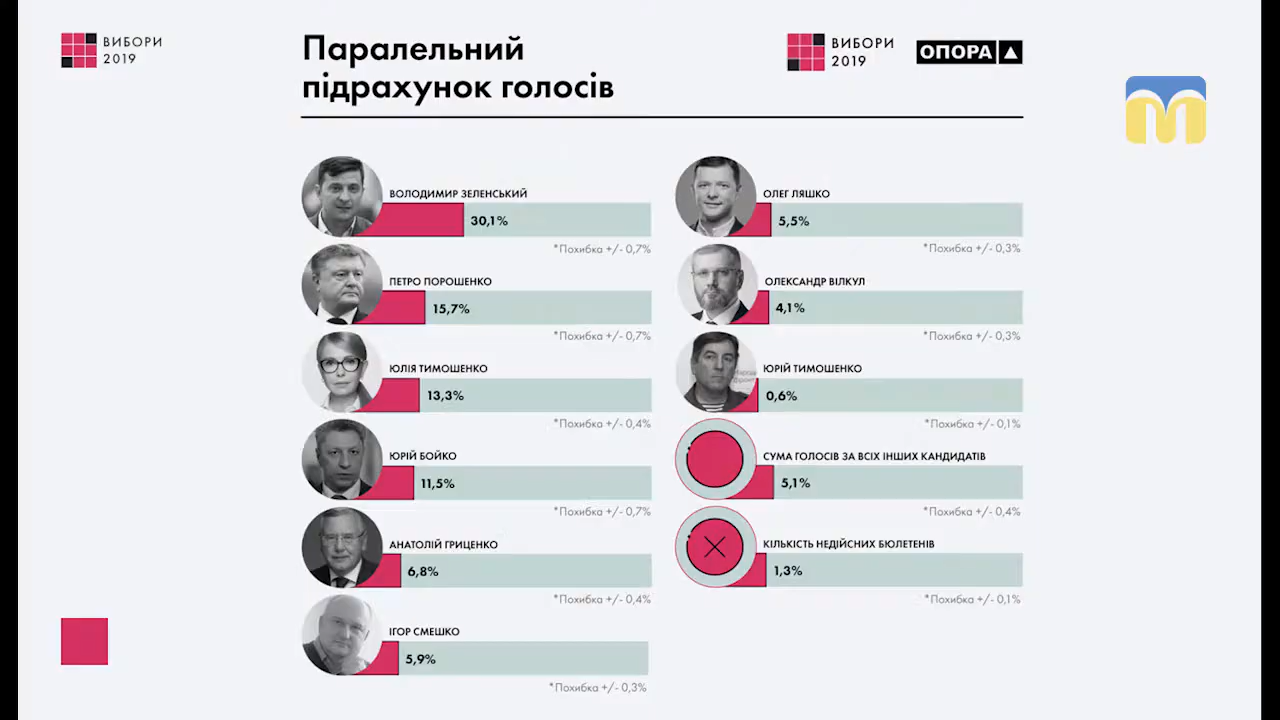 ВИБОРИ
2019
Паралельний
підрахунок голосів
ВИБОРИ
2019
ОПОРА
ВОЛОДИМИР ЗЕЛЕНСЬКИЙ
30,1%
*Похибка +/- 0,7%
ПЕТРО ПОРОШЕНКО
15,7%
*Похибка +/- 0,7%
ЮЛІЯ ТИМОШЕНКО
13,3%
*Похибка +/- 0,4%
ЮРІЙ БОЙКО
11,5%
*Похибка +/- 0,7%
АНАТОЛІЙ ГРИЦЕНКО
6,8%
*Похибка +/- 0,4%
ІГОР СМЕШКО
5,9%
*Похибка +/- 0,3%
ОЛЕГ ЛЯШКО
5,5%
*Похибка +/- 0,3%
ОЛЕКСАНДР ВІЛКУЛ
4,1%
*Похибка +/- 0,3%
ЮРІЙ ТИМОШЕНКО
0,6%
*Похибка +/- 0,1%
СУМА ГОЛОСІВ ЗА ВСІХ ІНШИХ КАНДИДАТІВ
5,1%
*Похибка +/- 0,4%
КІЛЬКІСТЬ НЕДІЙСНИХ БЮЛЕТЕНІВ
1,3%
*Похибка +/- 0,1%